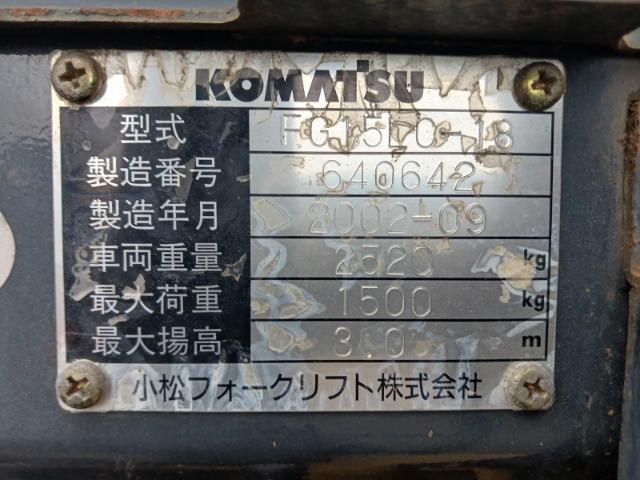 KOMATSU
型式 FG15LC-18
製造番号 640642
製造年月 2002-09
車両重量 2520 kg
最大荷重 1500 kg
最大揚高 3.0 m
小松フォークリフト株式会社